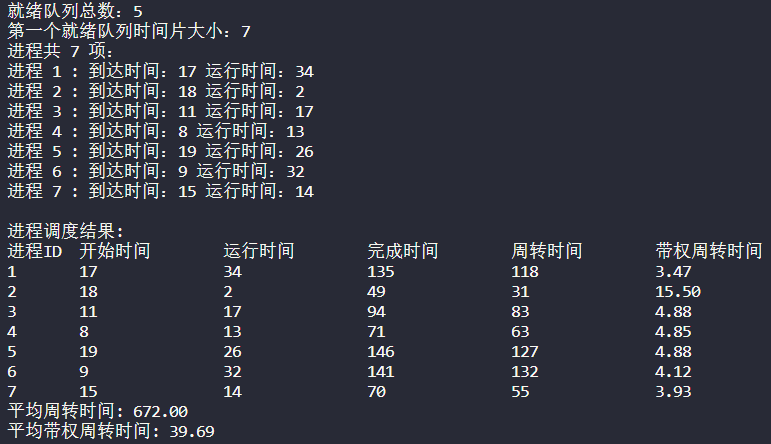 就绪队列总数：5
第一个就绪队列时间片大小：7
进程共 7 项：
进程 1 : 到达时间：17 运行时间：34
进程 2 : 到达时间：18 运行时间：2
进程 3 : 到达时间：11 运行时间：17
进程 4 : 到达时间：8 运行时间：13
进程 5 : 到达时间：19 运行时间：26
进程 6 : 到达时间：9 运行时间：32
进程 7 : 到达时间：15 运行时间：14
进程调度结果:
进程ID 开始时间 运行时间 完成时间 周转时间 带权周转时间
1 17 34 135 118 3.47
2 18 2 49 31 15.50
3 11 17 94 83 4.88
4 8 13 71 63 4.85
5 19 26 146 127 4.88
6 9 32 141 132 4.12
7 15 14 70 55 3.93
平均周转时间: 672.00
平均带权周转时间: 39.69